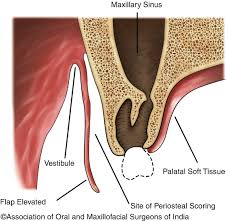 Maxillary Sinus
Vestibule
Palatal Soft Tissue
Flap Elevated
Site of Periosteal Scoring
©Association of Oral and Maxillofacial Surgeons of India